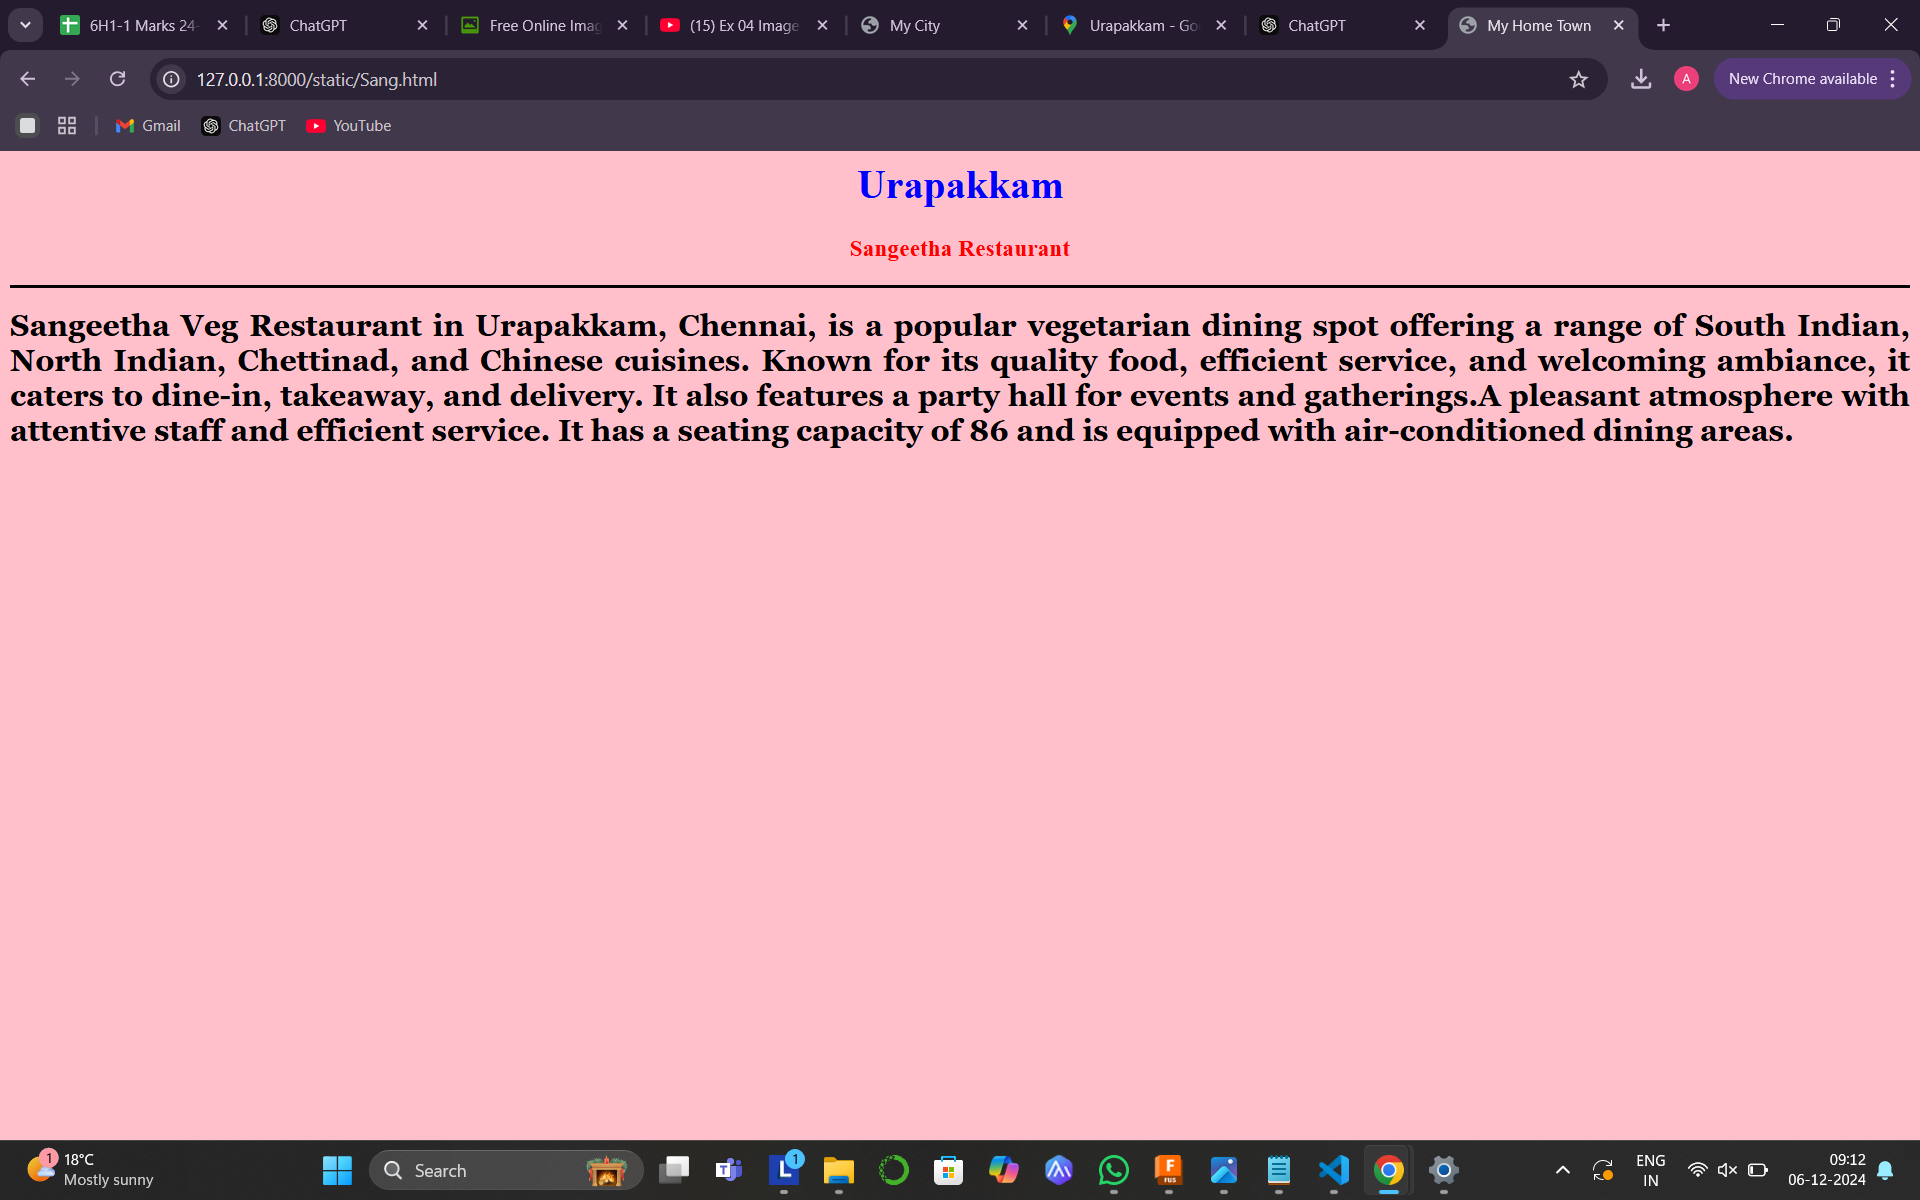 6H1-1 Marks 24-
ChatGPT
Free Online Imag
(15) Ex 04 Image
My City
Urapakkam - Go
ChatGPT
My Home Town
127.0.0.1:8000/static/Sang.html
A
New Chrome available
Gmail
ChatGPT
YouTube
Urapakkam
Sangeetha Restaurant
Sangeetha Veg Restaurant in Urapakkam, Chennai, is a popular vegetarian dining spot offering a range of South Indian,
North Indian, Chettinad, and Chinese cuisines. Known for its quality food, efficient service, and welcoming ambiance, it
caters to dine-in, takeaway, and delivery. It also features a party hall for events and gatherings.A pleasant atmosphere with
attentive staff and efficient service. It has a seating capacity of 86 and is equipped with air-conditioned dining areas.
1
18°C
Mostly sunny
Search
T
L
1
F
FUS
ENG
IN
09:12
06-12-2024